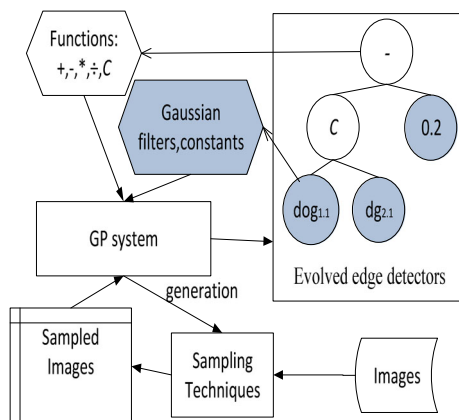 Functions:
+,-,*,÷,C
-
Gaussian
filters,constants
C
0.2
dog1.1
dg2.1
GP system
Evolved edge detectors
generation
Sampled
Images
Sampling
Techniques
Images